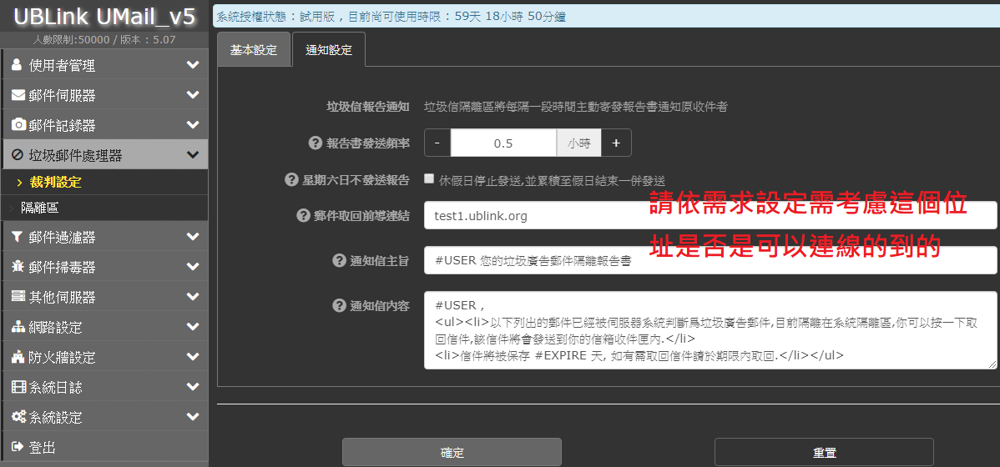 UBLink UMail_v5
人數限制:50000 / 版本 : 5.07
使用者管理
郵件伺服器
郵件記錄器
垃圾郵件處理器
裁判設定
隔離區
郵件過濾器
郵件掃毒器
其他伺服器
網路設定
防火牆設定
系統日誌
系統設定
登出
系統授權狀態 : 試用版 , 目前尚可使用時限 : 59天 18小時 50分鐘
基本設定
通知設定
垃圾信報告通知 垃圾信隔離區將每隔一段時間主動寄發報告書通知原收件者
報告書發送頻率 - 0.5 小時 +
星期六日不發送報告 休假日停止發送,並累積至假日結束一併發送
郵件取回前導連結 test1.ublink.org
請依需求設定需考慮這個位
址是否是可以連線的到的
通知信主旨 #USER 您的垃圾廣告郵件隔離報告書
通知信內容 #USER ,
<ul><li>以下列出的郵件已經被伺服器系統判斷爲垃圾廣告郵件,目前隔離在系統隔離區,你可以按一下取
回信件,該信件將會發送到你的信箱收件匣內.</li>
<li>信件將被保存 #EXPIRE 天, 如有需取回信件請於期限內取回.</li></ul>
確定
重置